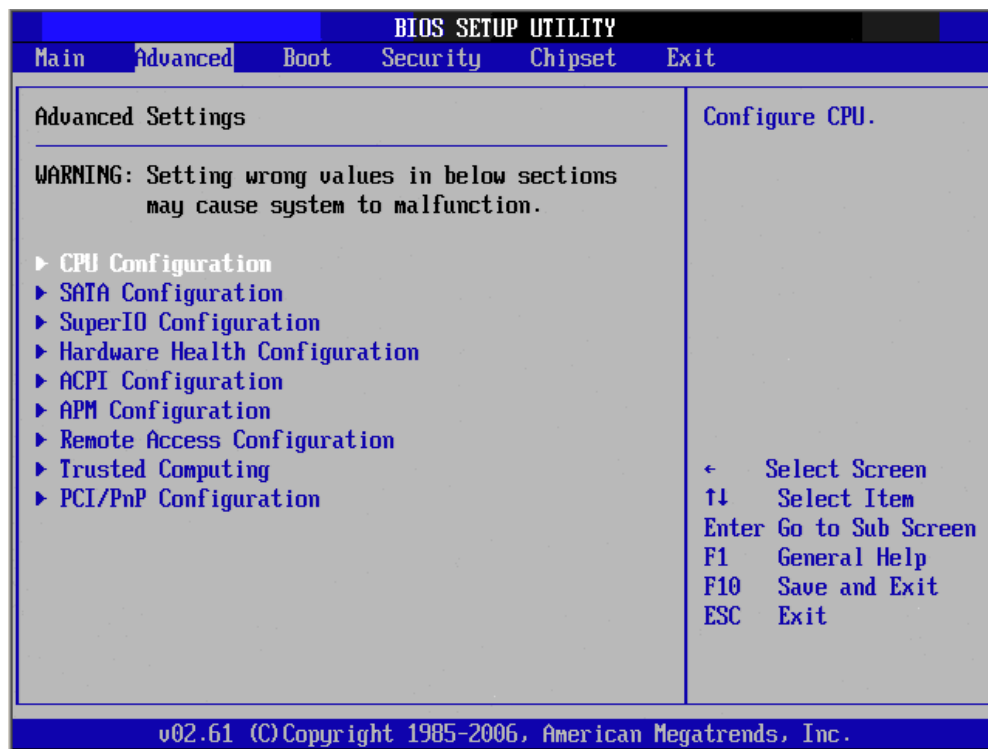 BIOS SETUP UTILITY
Main Advanced Boot Security Chipset Exit
Advanced Settings
WARNING: Setting wrong values in below sections
may cause system to malfunction.
▶ CPU Configuration
▶ SATA Configuration
▶ SuperIO Configuration
▶ Hardware Health Configuration
▶ ACPI Configuration
▶ APM Configuration
▶ Remote Access Configuration
▶ Trusted Computing
▶ PCI/PnP Configuration
Configure CPU.
← Select Screen
↑↓ Select Item
Enter Go to Sub Screen
F1 General Help
F10 Save and Exit
ESC Exit
v02.61 (C)Copyright 1985-2006, American Megatrends, Inc.